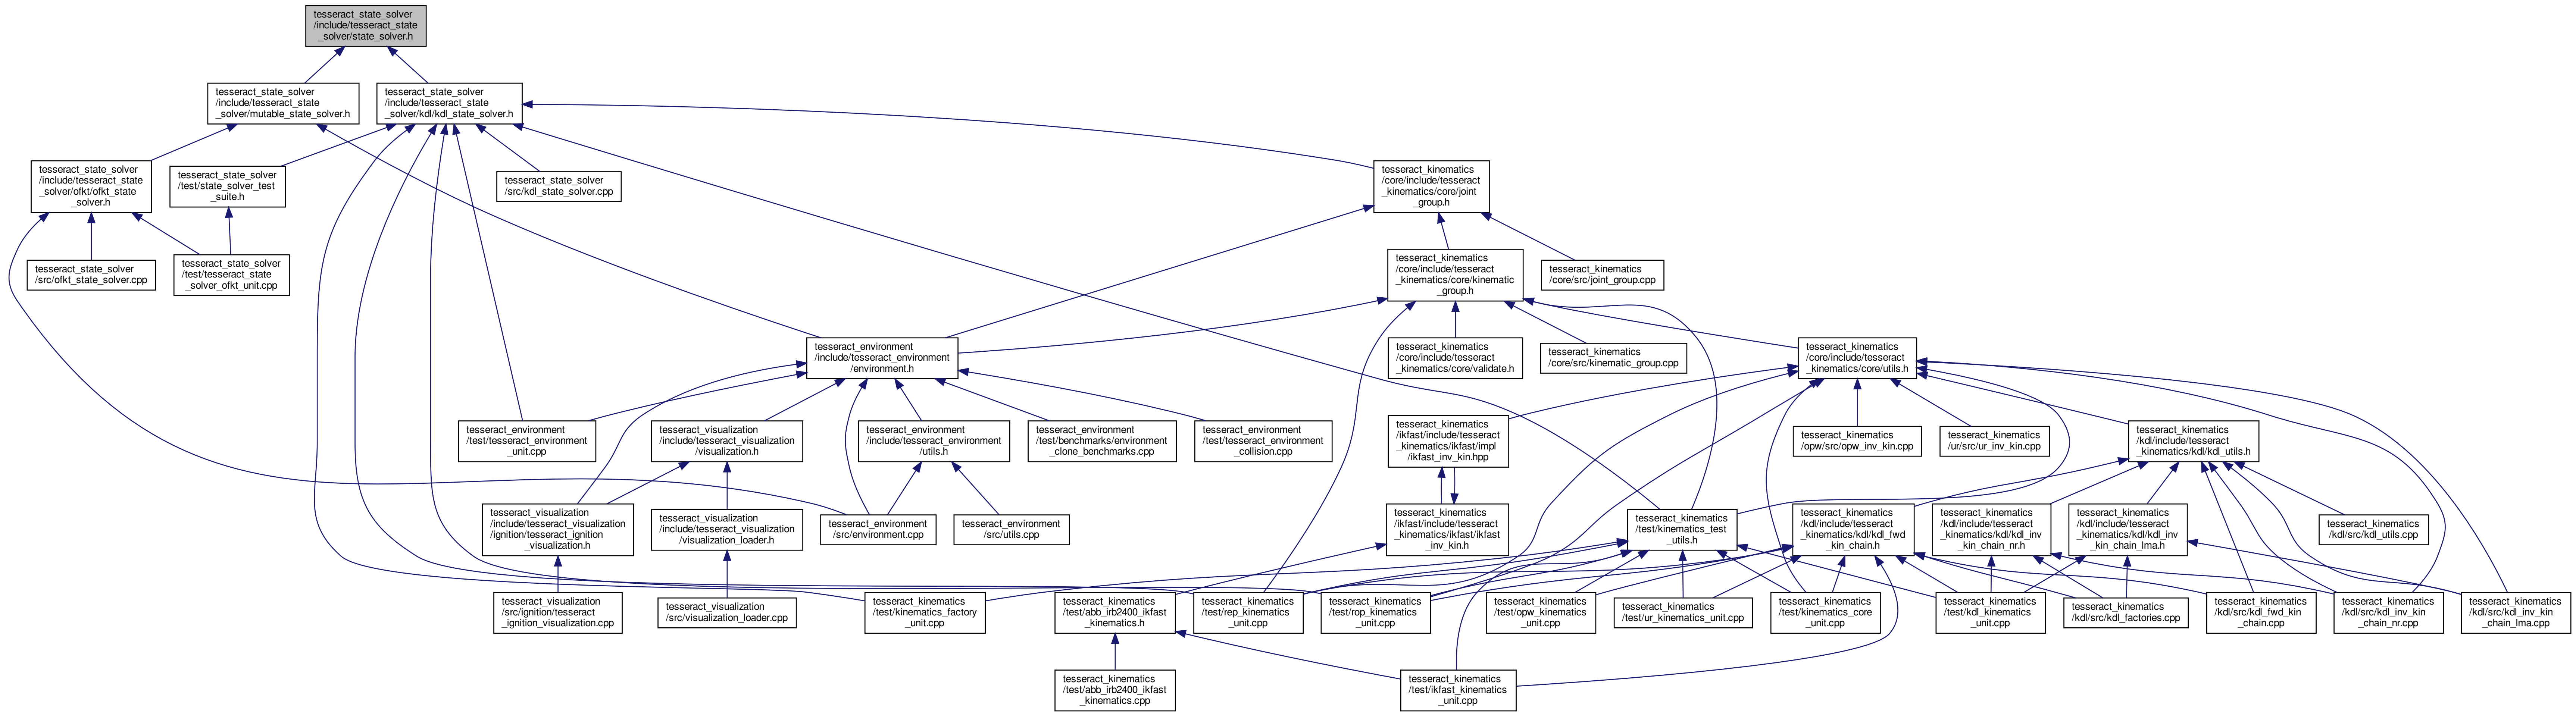 tesseract_state_solver
/include/tesseract_state
_solver/state_solver.h
tesseract_state_solver
/include/tesseract_state
_solver/mutable_state_solver.h
tesseract_state_solver
/include/tesseract_state
_solver/kdl/kdl_state_solver.h
tesseract_state_solver
/include/tesseract_state
_solver/ofkt/ofkt_state
_solver.h
tesseract_state_solver
/test/state_solver_test
_suite.h
tesseract_state_solver
/src/kdl_state_solver.cpp
tesseract_kinematics
/core/include/tesseract
_kinematics/core/joint
_group.h
tesseract_state_solver
/src/ofkt_state_solver.cpp
tesseract_state_solver
/test/tesseract_state
_solver_ofkt_unit.cpp
tesseract_kinematics
/core/include/tesseract
_kinematics/core/kinematic
_group.h
tesseract_kinematics
/core/src/joint_group.cpp
tesseract_environment
/include/tesseract_environment
/environment.h
tesseract_kinematics
/core/include/tesseract
_kinematics/core/validate.h
tesseract_kinematics
/core/src/kinematic_group.cpp
tesseract_kinematics
/core/include/tesseract
_kinematics/core/utils.h
tesseract_environment
/test/tesseract_environment
_unit.cpp
tesseract_visualization
/include/tesseract_visualization
/visualization.h
tesseract_environment
/include/tesseract_environment
/utils.h
tesseract_environment
/test/benchmarks/environment
_clone_benchmarks.cpp
tesseract_environment
/test/tesseract_environment
_collision.cpp
tesseract_kinematics
/ikfast/include/tesseract
_kinematics/ikfast/impl
/ikfast_inv_kin.hpp
tesseract_kinematics
/opw/src/opw_inv_kin.cpp
tesseract_kinematics
/ur/src/ur_inv_kin.cpp
tesseract_kinematics
/kdl/include/tesseract
_kinematics/kdl/kdl_utils.h
tesseract_visualization
/include/tesseract_visualization
/ignition/tesseract_ignition
_visualization.h
tesseract_visualization
/include/tesseract_visualization
/visualization_loader.h
tesseract_environment
/src/environment.cpp
tesseract_environment
/src/utils.cpp
tesseract_kinematics
/ikfast/include/tesseract
_kinematics/ikfast/ikfast
_inv_kin.h
tesseract_kinematics
/test/kinematics_test
_utils.h
tesseract_kinematics
/kdl/include/tesseract
_kinematics/kdl/kdl_fwd
_kin_chain.h
tesseract_kinematics
/kdl/include/tesseract
_kinematics/kdl/kdl_inv
_kin_chain_nr.h
tesseract_kinematics
/kdl/include/tesseract
_kinematics/kdl/kdl_inv
_kin_chain_lma.h
tesseract_kinematics
/kdl/src/kdl_utils.cpp
tesseract_visualization
/src/ignition/tesseract
_ignition_visualization.cpp
tesseract_visualization
/src/visualization_loader.cpp
tesseract_kinematics
/test/kinematics_factory
_unit.cpp
tesseract_kinematics
/test/abb_irb2400_ikfast
_kinematics.h
tesseract_kinematics
/test/rep_kinematics
_unit.cpp
tesseract_kinematics
/test/rop_kinematics
_unit.cpp
tesseract_kinematics
/test/opw_kinematics
_unit.cpp
tesseract_kinematics
/test/ur_kinematics_unit.cpp
tesseract_kinematics
/test/kinematics_core
_unit.cpp
tesseract_kinematics
/test/kdl_kinematics
_unit.cpp
tesseract_kinematics
/kdl/src/kdl_factories.cpp
tesseract_kinematics
/kdl/src/kdl_fwd_kin
_chain.cpp
tesseract_kinematics
/kdl/src/kdl_inv_kin
_chain_nr.cpp
tesseract_kinematics
/kdl/src/kdl_inv_kin
_chain_lma.cpp
tesseract_kinematics
/test/abb_irb2400_ikfast
_kinematics.cpp
tesseract_kinematics
/test/ikfast_kinematics
_unit.cpp